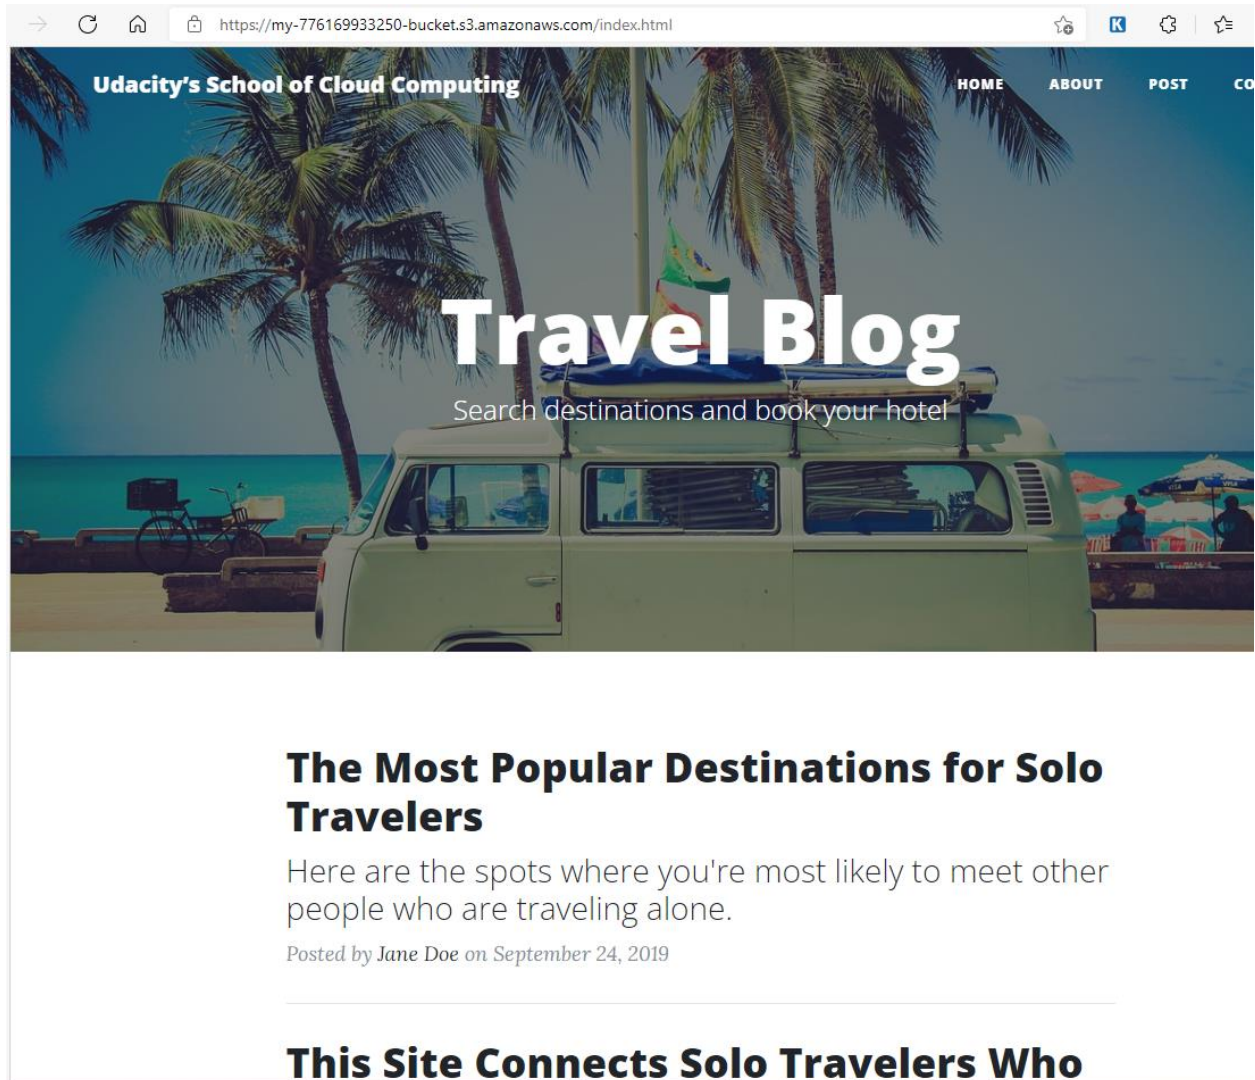 https://my-776169933250-bucket.s3.amazonaws.com/index.html
K
Udacity’s School of Cloud Computing
HOME ABOUT POST CO
Travel Blog
Search destinations and book your hotel
VISA VISA
The Most Popular Destinations for Solo
Travelers
Here are the spots where you're most likely to meet other
people who are traveling alone.
Posted by Jane Doe on September 24, 2019
This Site Connects Solo Travelers Who